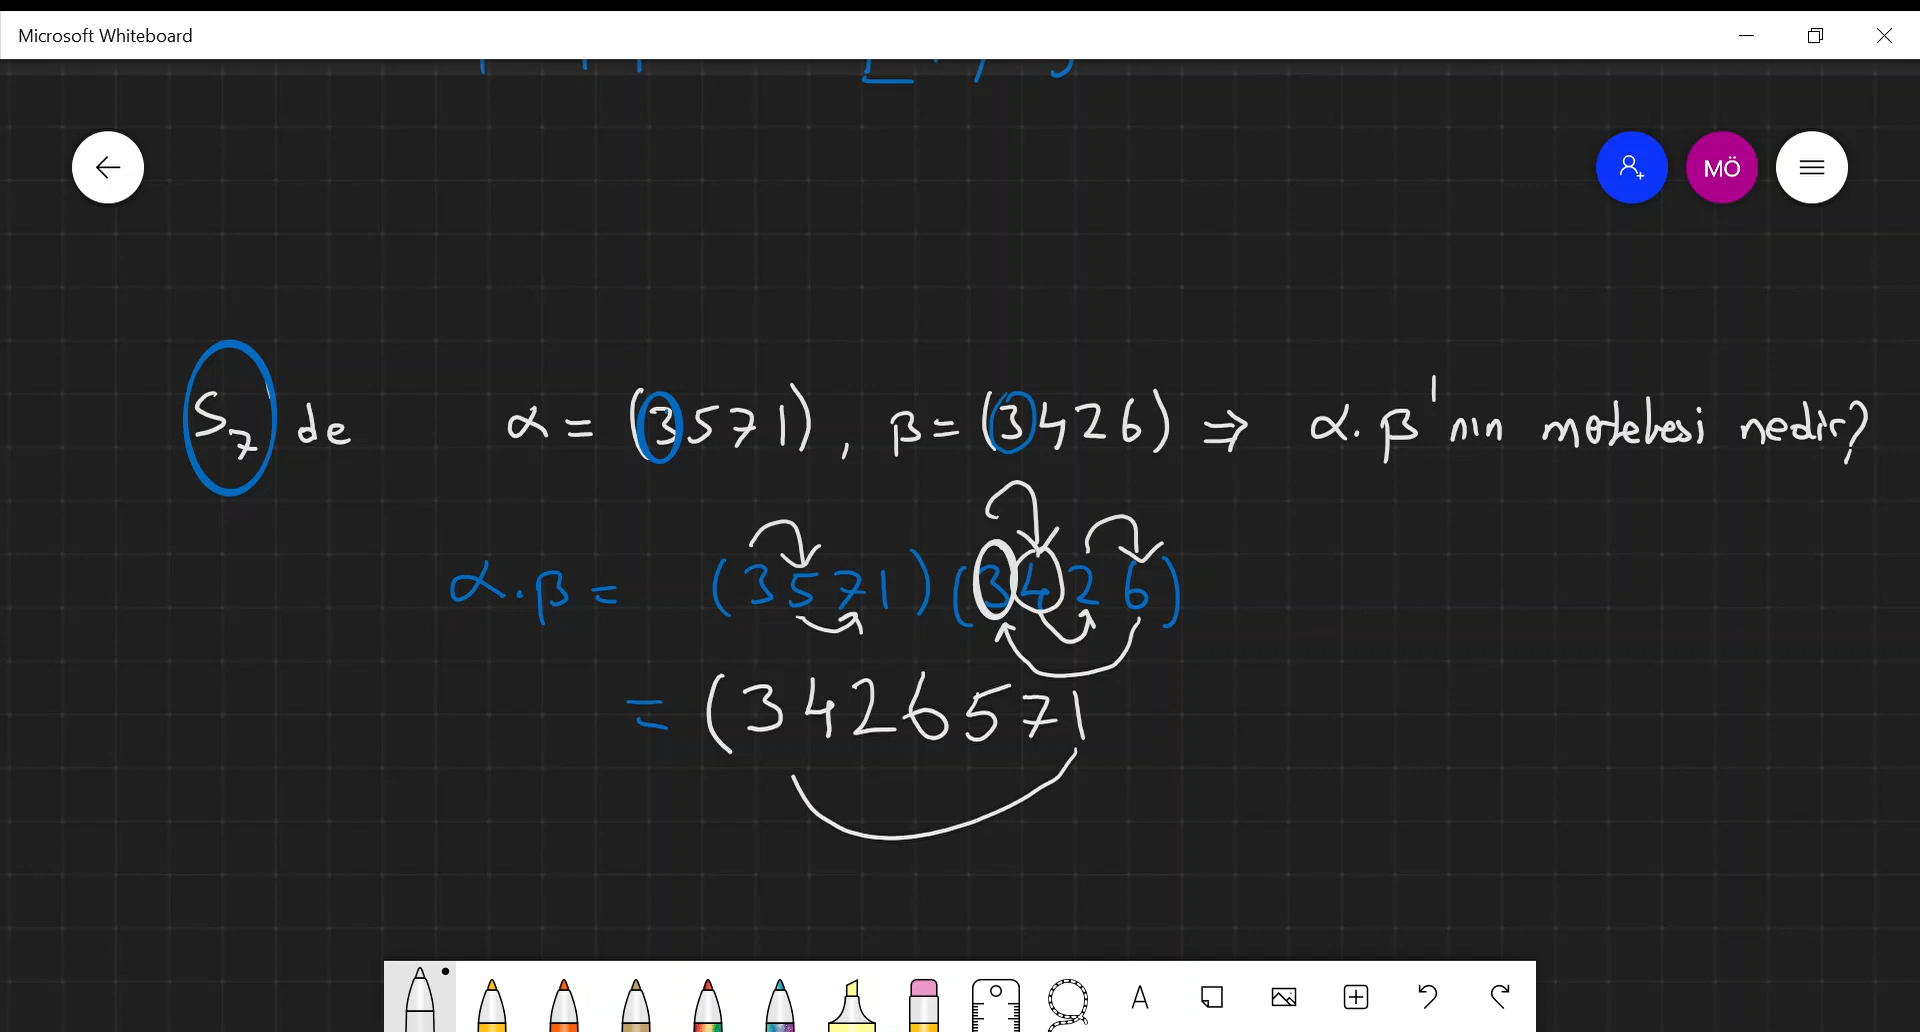 Microsoft Whiteboard
MÖ
S₇ de α = (3571), β = (3426) ⇒ α.β'nın mertebesi nedir?
α.β = (3571)(3426)
= (3426571
A